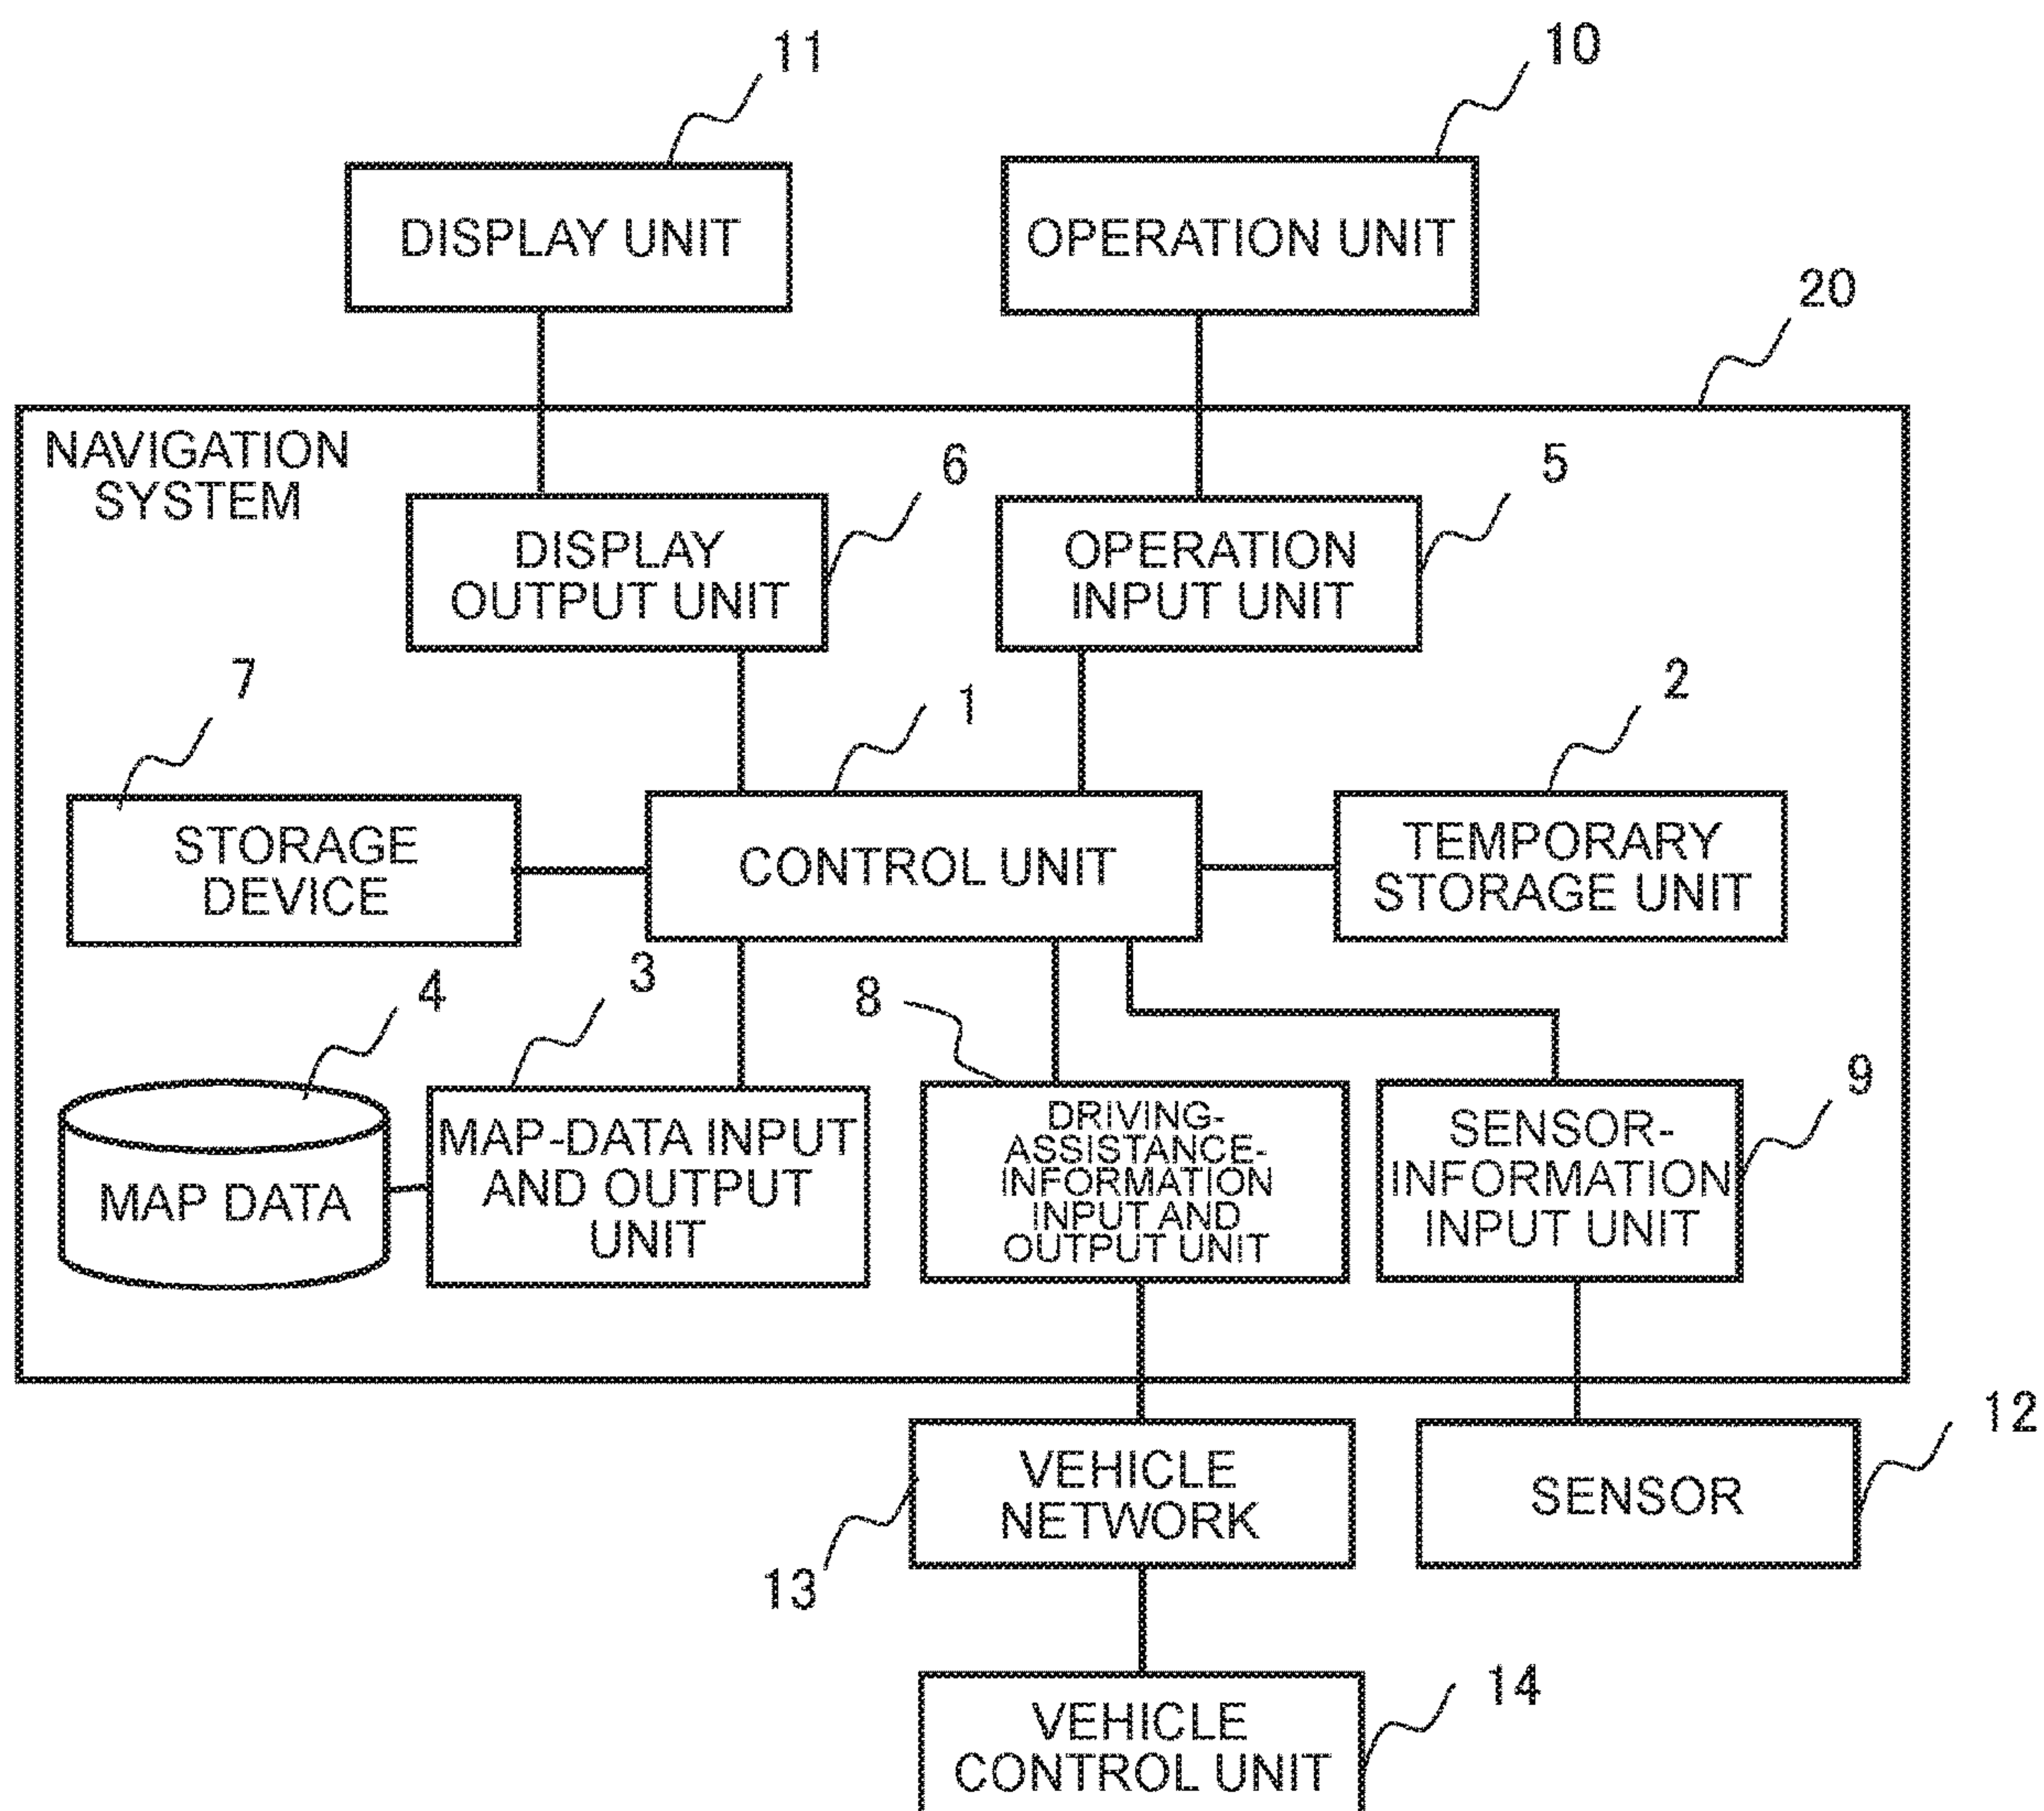 11
10
DISPLAY UNIT
OPERATION UNIT
20
NAVIGATION
SYSTEM
6
5
DISPLAY
OUTPUT UNIT
OPERATION
INPUT UNIT
7
1
2
STORAGE
DEVICE
CONTROL UNIT
TEMPORARY
STORAGE UNIT
4
3
8
9
MAP DATA
MAP-DATA INPUT
AND OUTPUT
UNIT
DRIVING-
ASSISTANCE-
INFORMATION
INPUT AND
OUTPUT UNIT
SENSOR-
INFORMATION
INPUT UNIT
12
VEHICLE
NETWORK
SENSOR
13
14
VEHICLE
CONTROL UNIT